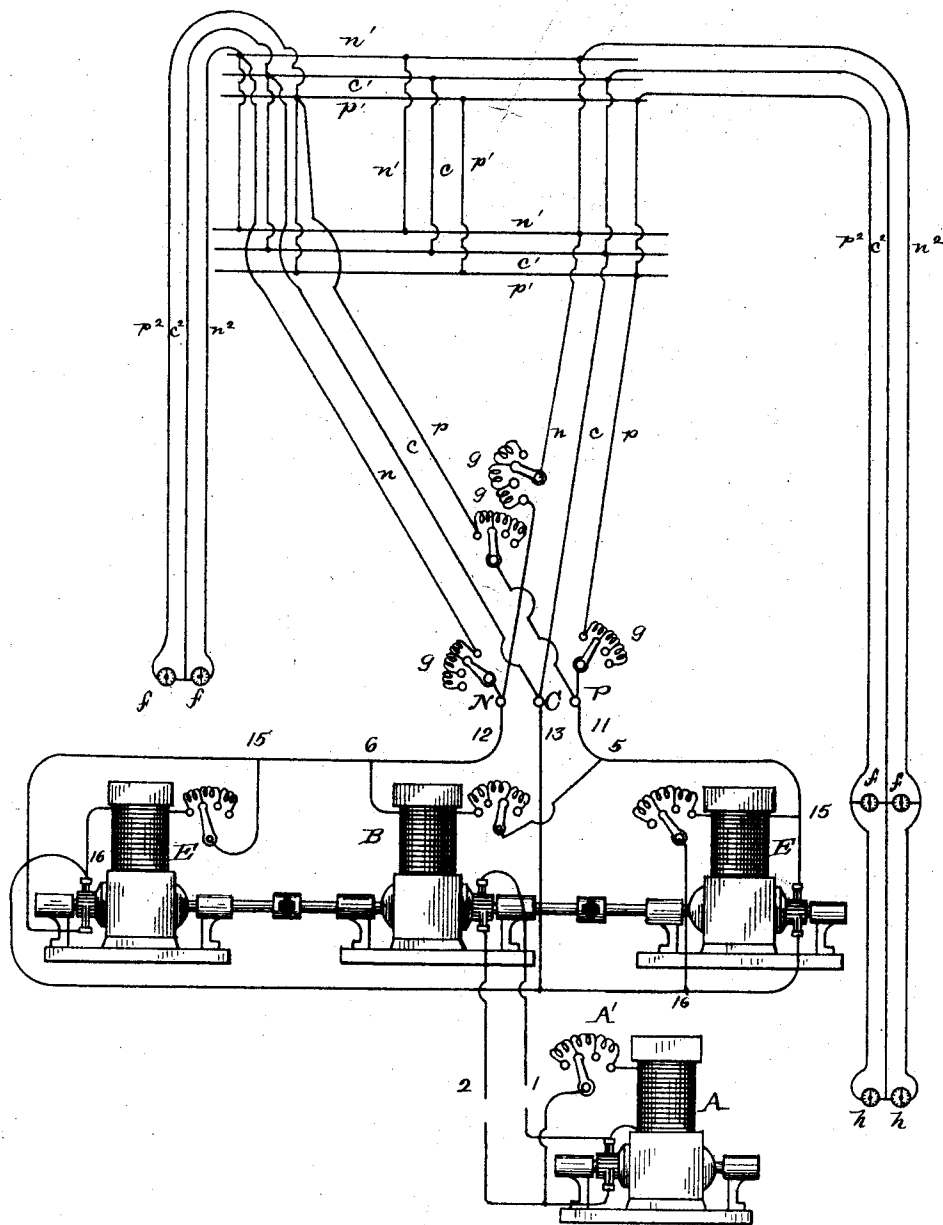 n'
c'
p'
n' c p'
n'
c'
p'
p² c² n²
p² c² n²
n c p
n c p
g
g
g
g
f f
N C P
12 13 11
15 6 5
f f
E B E 15
16
16
A'
2 1 A
h h